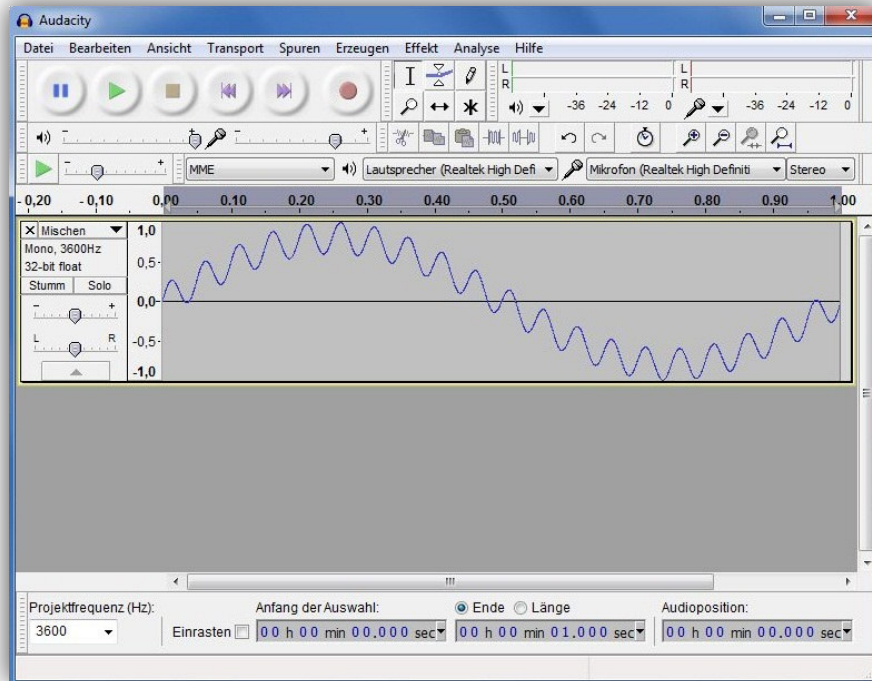 Audacity
Datei Bearbeiten Ansicht Transport Spuren Erzeugen Effekt Analyse Hilfe
L L
R R
-36 -24 -12 0 -36 -24 -12 0
- + - +
- + MME Lautsprecher (Realtek High Defi Mikrofon (Realtek High Definiti Stereo
- 0,20 - 0,10 0,00 0,10 0,20 0,30 0,40 0,50 0,60 0,70 0,80 0,90 1,00
X Mischen 1,0
Mono, 3600Hz
32-bit float 0,5-
Stumm Solo
- + 0,0-
L R -0,5-
-1,0
Projektfrequenz (Hz): Anfang der Auswahl: Ende Länge Audioposition:
3600 Einrasten 00 h 00 min 00.000 sec 00 h 00 min 01.000 sec 00 h 00 min 00.000 sec